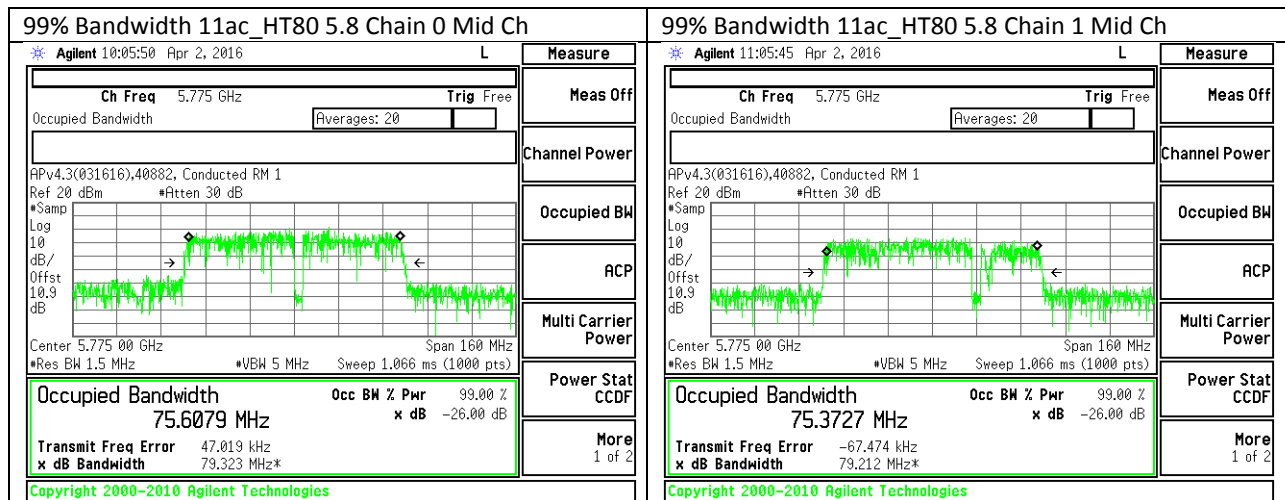 99% Bandwidth 11ac_HT80 5.8 Chain 0 Mid Ch
Agilent 10:05:50 Apr 2, 2016 L
Measure
Ch Freq 5.775 GHz Trig Free
Occupied Bandwidth Averages: 20
APv4.3(031616),40882, Conducted RM 1
Ref 20 dBm #Atten 30 dB
#Samp
Log
10
dB/
Offst
10.9
dB
Center 5.775 00 GHz Span 160 MHz
#Res BW 1.5 MHz #VBW 5 MHz Sweep 1.066 ms (1000 pts)
Occupied Bandwidth Occ BW % Pwr 99.00 %
75.6079 MHz x dB -26.00 dB
Transmit Freq Error 47.019 kHz
x dB Bandwidth 79.323 MHz*
Copyright 2000-2010 Agilent Technologies
Meas Off
Channel Power
Occupied BW
ACP
Multi Carrier
Power
Power Stat
CCDF
More
1 of 2
99% Bandwidth 11ac_HT80 5.8 Chain 1 Mid Ch
Agilent 11:05:45 Apr 2, 2016 L
Measure
Ch Freq 5.775 GHz Trig Free
Occupied Bandwidth Averages: 20
APv4.3(031616),40882, Conducted RM 1
Ref 20 dBm #Atten 30 dB
#Samp
Log
10
dB/
Offst
10.9
dB
Center 5.775 00 GHz Span 160 MHz
#Res BW 1.5 MHz #VBW 5 MHz Sweep 1.066 ms (1000 pts)
Occupied Bandwidth Occ BW % Pwr 99.00 %
75.3727 MHz x dB -26.00 dB
Transmit Freq Error -67.474 kHz
x dB Bandwidth 79.212 MHz*
Copyright 2000-2010 Agilent Technologies
Meas Off
Channel Power
Occupied BW
ACP
Multi Carrier
Power
Power Stat
CCDF
More
1 of 2